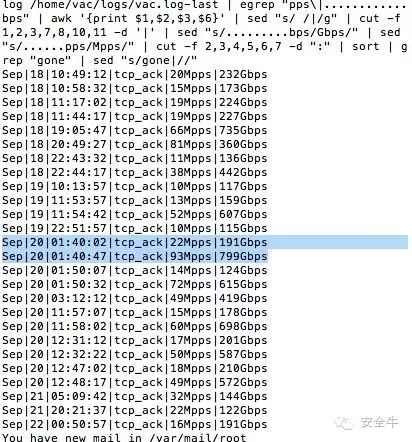 log /home/vac/logs/vac.log-last | egrep "pps\|.............
bps" | awk '{print $1,$2,$3,$6}' | sed "s/ /|/g" | cut -f
1,2,3,7,8,10,11 -d '|' | sed "s/.........bps/Gbps/" | sed
"s/......pps/Mpps/" | cut -f 2,3,4,5,6,7 -d ":" | sort | g
rep "gone" | sed "s/gone|//"
Sep|18|10:49:12|tcp_ack|20Mpps|232Gbps
Sep|18|10:58:32|tcp_ack|15Mpps|173Gbps
Sep|18|11:17:02|tcp_ack|19Mpps|224Gbps
Sep|18|11:44:17|tcp_ack|19Mpps|227Gbps
Sep|18|19:05:47|tcp_ack|66Mpps|735Gbps
Sep|18|20:49:27|tcp_ack|81Mpps|360Gbps
Sep|18|22:43:32|tcp_ack|11Mpps|136Gbps
Sep|18|22:44:17|tcp_ack|38Mpps|442Gbps
Sep|19|10:13:57|tcp_ack|10Mpps|117Gbps
Sep|19|11:53:57|tcp_ack|13Mpps|159Gbps
Sep|19|11:54:42|tcp_ack|52Mpps|607Gbps
Sep|19|22:51:57|tcp_ack|10Mpps|115Gbps
Sep|20|01:40:02|tcp_ack|22Mpps|191Gbps
Sep|20|01:40:47|tcp_ack|93Mpps|799Gbps
Sep|20|01:50:07|tcp_ack|14Mpps|124Gbps
Sep|20|01:50:32|tcp_ack|72Mpps|615Gbps
Sep|20|03:12:12|tcp_ack|49Mpps|419Gbps
Sep|20|11:57:07|tcp_ack|15Mpps|178Gbps
Sep|20|11:58:02|tcp_ack|60Mpps|698Gbps
Sep|20|12:31:12|tcp_ack|17Mpps|201Gbps
Sep|20|12:32:22|tcp_ack|50Mpps|587Gbps
Sep|20|12:47:02|tcp_ack|18Mpps|210Gbps
Sep|20|12:48:17|tcp_ack|49Mpps|572Gbps
Sep|21|05:09:42|tcp_ack|32Mpps|144Gbps
Sep|21|20:21:37|tcp_ack|22Mpps|122Gbps
Sep|22|00:50:57|tcp_ack|16Mpps|191Gbps
You have new mail in /var/mail/root
安全牛